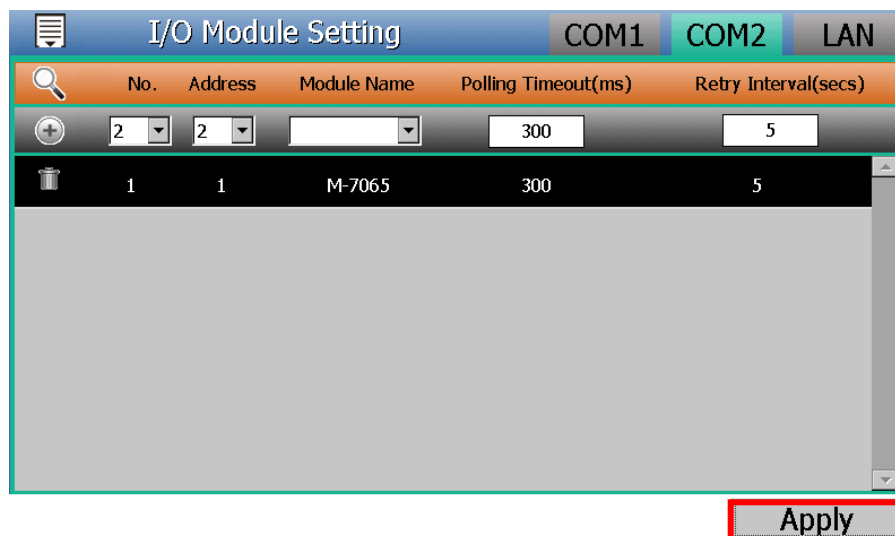 I/O Module Setting COM1 COM2 LAN
No. Address Module Name Polling Timeout(ms) Retry Interval(secs)
2 2 300 5
1 1 M-7065 300 5
Apply